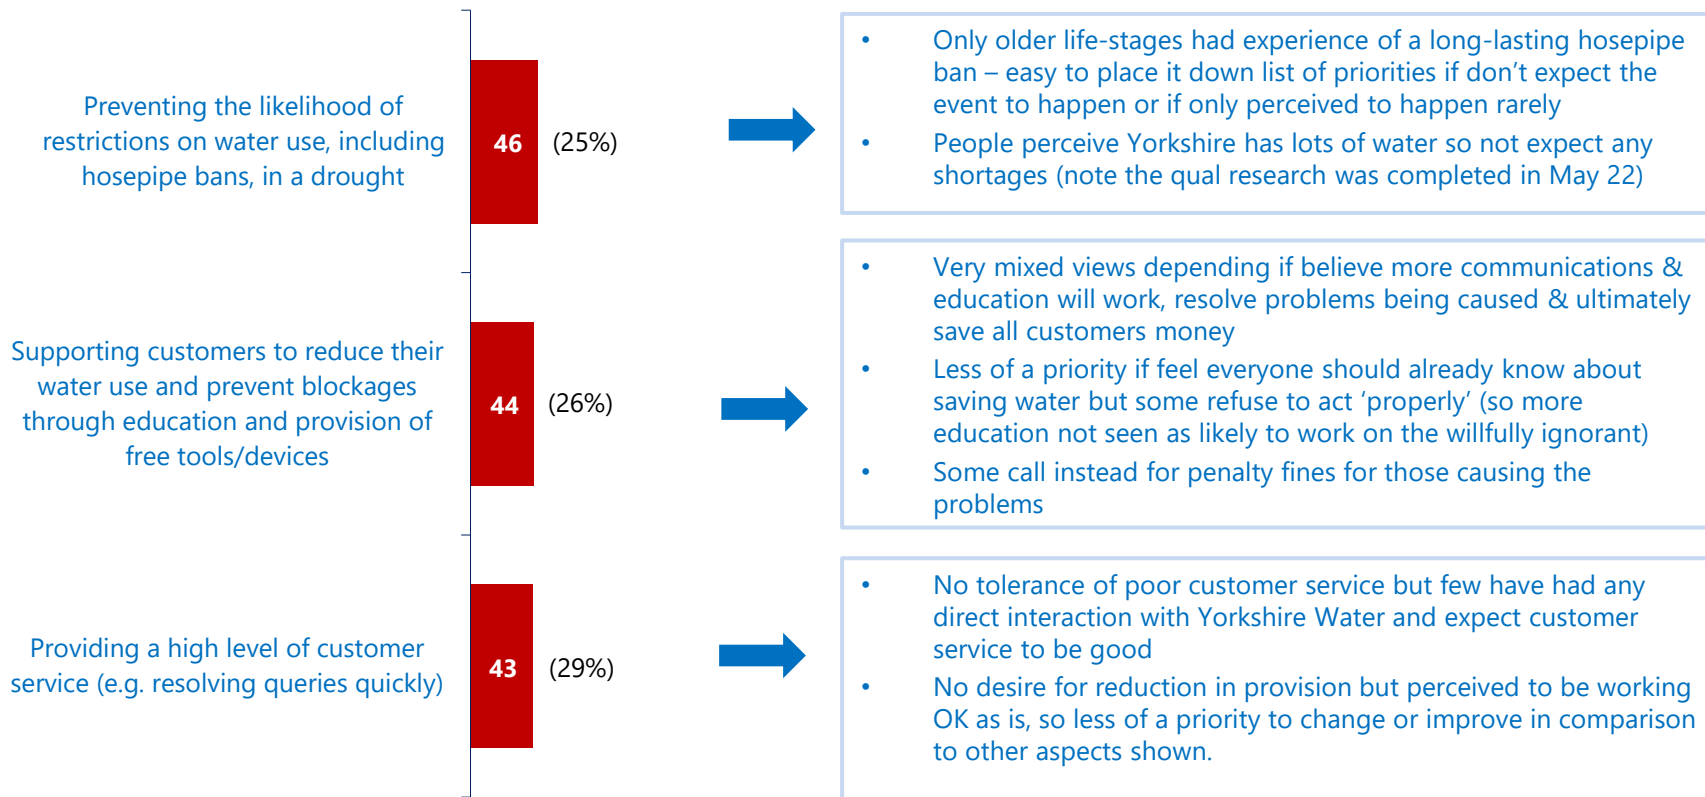 Preventing the likelihood of
restrictions on water use, including
hosepipe bans, in a drought
46 (25%)
• Only older life-stages had experience of a long-lasting hosepipe
ban – easy to place it down list of priorities if don’t expect the
event to happen or if only perceived to happen rarely
• People perceive Yorkshire has lots of water so not expect any
shortages (note the qual research was completed in May 22)
Supporting customers to reduce their
water use and prevent blockages
through education and provision of
free tools/devices
44 (26%)
• Very mixed views depending if believe more communications &
education will work, resolve problems being caused & ultimately
save all customers money
• Less of a priority if feel everyone should already know about
saving water but some refuse to act ‘properly’ (so more
education not seen as likely to work on the willfully ignorant)
• Some call instead for penalty fines for those causing the
problems
Providing a high level of customer
service (e.g. resolving queries quickly)
43 (29%)
• No tolerance of poor customer service but few have had any
direct interaction with Yorkshire Water and expect customer
service to be good
• No desire for reduction in provision but perceived to be working
OK as is, so less of a priority to change or improve in comparison
to other aspects shown.